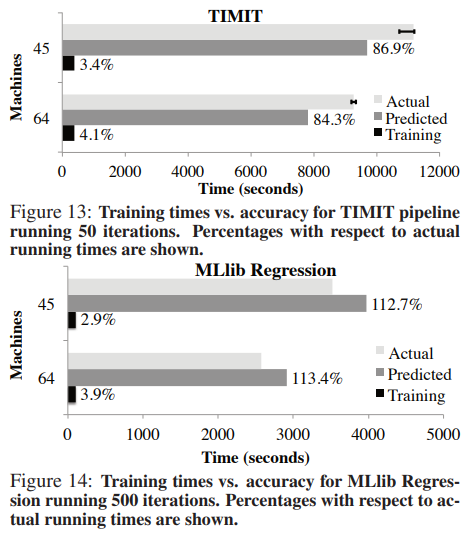 TIMIT
Machines
45
86.9%
3.4%
64
84.3%
4.1%
Actual
Predicted
Training
0 2000 4000 6000 8000 10000 12000
Time (seconds)
Figure 13: Training times vs. accuracy for TIMIT pipeline
running 50 iterations. Percentages with respect to actual
running times are shown.
MLlib Regression
Machines
45
112.7%
2.9%
64
113.4%
3.9%
Actual
Predicted
Training
0 1000 2000 3000 4000 5000
Time (seconds)
Figure 14: Training times vs. accuracy for MLlib Regres-
sion running 500 iterations. Percentages with respect to ac-
tual running times are shown.